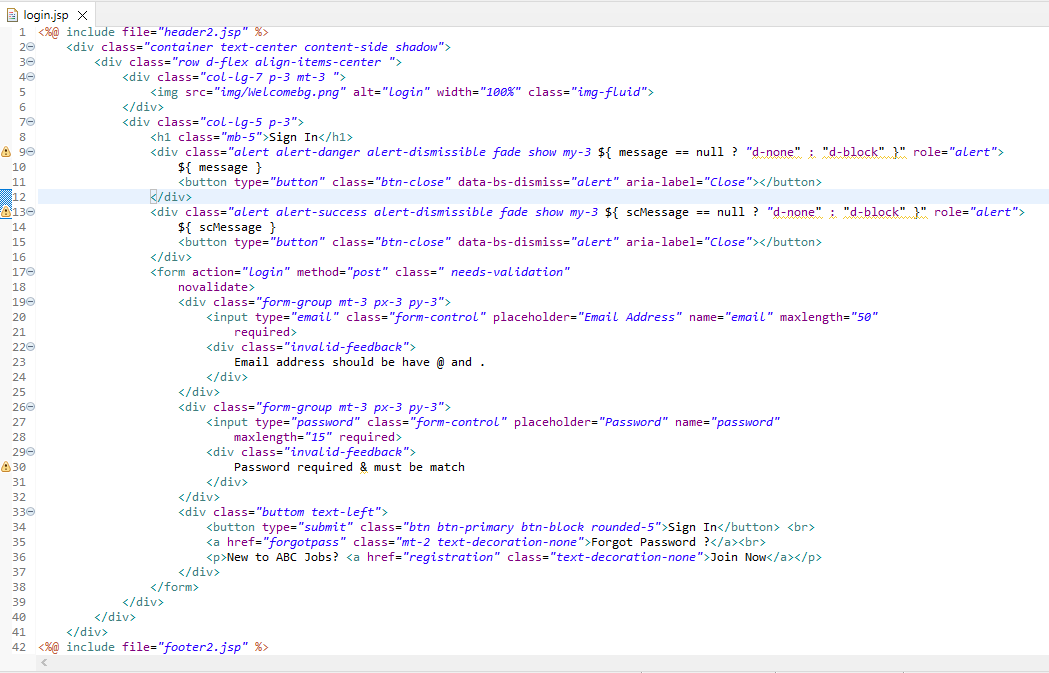 login.jsp
1 <%@ include file="header2.jsp" %>
2 <div class="container text-center content-side shadow">
3 <div class="row d-flex align-items-center ">
4 <div class="col-lg-7 p-3 mt-3 ">
5 <img src="img/Welcomebg.png" alt="login" width="100%" class="img-fluid">
6 </div>
7 <div class="col-lg-5 p-3">
8 <h1 class="mb-5">Sign In</h1>
9 <div class="alert alert-danger alert-dismissible fade show my-3 ${ message == null ? "d-none" : "d-block" }" role="alert">
10 ${ message }
11 <button type="button" class="btn-close" data-bs-dismiss="alert" aria-label="Close"></button>
12 </div>
13 <div class="alert alert-success alert-dismissible fade show my-3 ${ scMessage == null ? "d-none" : "d-block" }" role="alert">
14 ${ scMessage }
15 <button type="button" class="btn-close" data-bs-dismiss="alert" aria-label="Close"></button>
16 </div>
17 <form action="login" method="post" class=" needs-validation"
18 novalidate>
19 <div class="form-group mt-3 px-3 py-3">
20 <input type="email" class="form-control" placeholder="Email Address" name="email" maxlength="50"
21 required>
22 <div class="invalid-feedback">
23 Email address should be have @ and .
24 </div>
25 </div>
26 <div class="form-group mt-3 px-3 py-3">
27 <input type="password" class="form-control" placeholder="Password" name="password"
28 maxlength="15" required>
29 <div class="invalid-feedback">
30 Password required & must be match
31 </div>
32 </div>
33 <div class="buttom text-left">
34 <button type="submit" class="btn btn-primary btn-block rounded-5">Sign In</button> <br>
35 <a href="forgotpass" class="mt-2 text-decoration-none">Forgot Password ?</a><br>
36 <p>New to ABC Jobs? <a href="registration" class="text-decoration-none">Join Now</a></p>
37 </div>
38 </form>
39 </div>
40 </div>
41 </div>
42 <%@ include file="footer2.jsp" %>